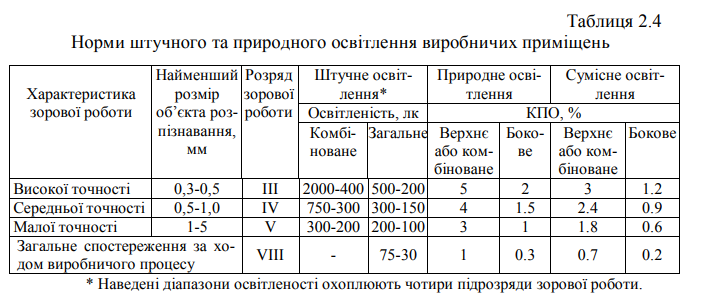 Таблиця 2.4
Норми штучного та природного освітлення виробничих приміщень
Характеристика зорової роботи
Найменший розмір об’єкта роз-пізнавання, мм
Розряд зорової роботи
Штучне освіт-лення*
Природне осві-тлення
Сумісне освіт-лення
Освітленість, лк
КПО, %
Комбі-новане
Загальне
Верхнє або ком-біноване
Боко-ве
Верхнє або ком-біноване
Бокове
Високої точності 0,3-0,5 III 2000-400 500-200 5 2 3 1.2
Середньої точності 0,5-1,0 IV 750-300 300-150 4 1.5 2.4 0.9
Малої точності 1-5 V 300-200 200-100 3 1 1.8 0.6
Загальне спостереження за хо-
дом виробничого процесу VIII - 75-30 1 0.3 0.7 0.2
* Наведені діапазони освітленості охоплюють чотири підрозряди зорової роботи.